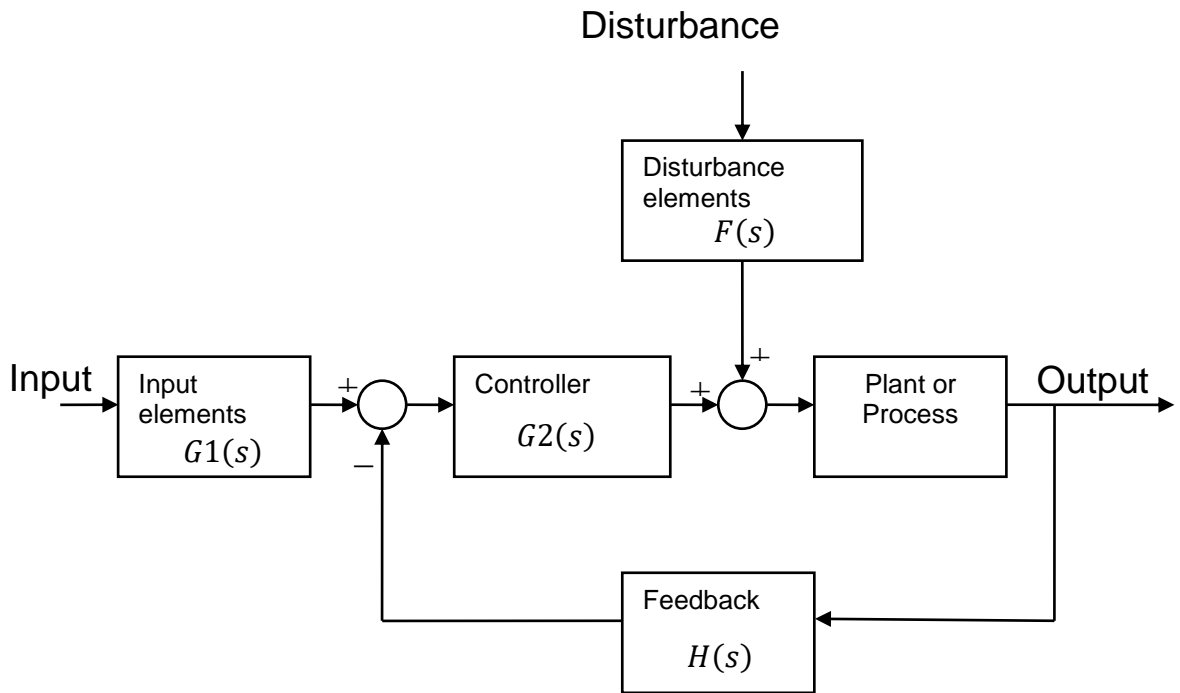 Disturbance
Disturbance
elements
F(s)
Input
Input
elements
G1(s)
+
−
Controller
G2(s)
+
+
Plant or
Process
Output
Feedback
H(s)